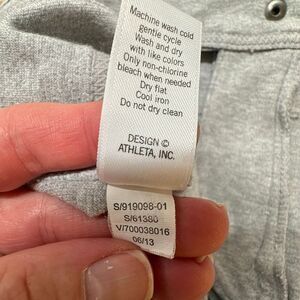 Machine wash cold
gentle cycle
Wash and dry
with like colors
Only non-chlorine
bleach when needed
Dry flat
Cool iron
Do not dry clean
DESIGN ©
ATHLETA, INC.
S/919098-01
S/61380
V/700038016
06/13